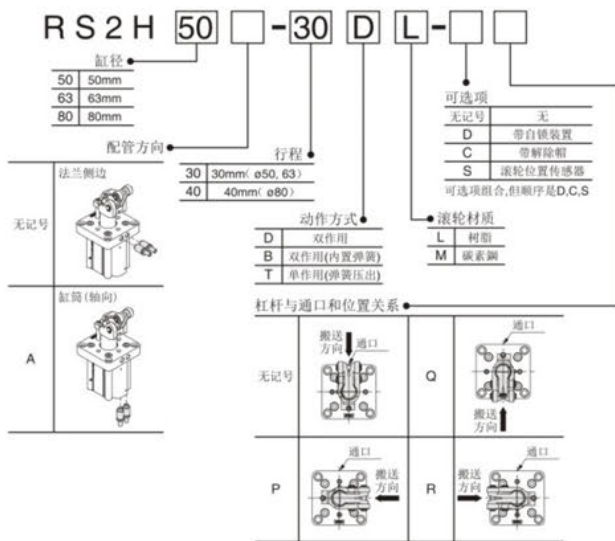 RS2H 50 □-30 D L-□ □
缸径
50 50mm
63 63mm
80 80mm
配管方向
无记号 法兰侧边
A 缸筒(轴向)
行程
30 30mm(ø50, 63)
40 40mm(ø80)
动作方式
D 双作用
B 双作用(内置弹簧)
T 单作用(弹簧压出)
滚轮材质
L 树脂
M 碳素鋼
可选项
无记号 无
D 带自锁装置
C 带解除帽
S 滚轮位置传感器
可选项组合,但顺序是D,C,S
杠杆与通口和位置关系
无记号
搬送
方向
通口
Q
通口
搬送
方向
P
通口
搬送
方向
R
搬送
方向
通口